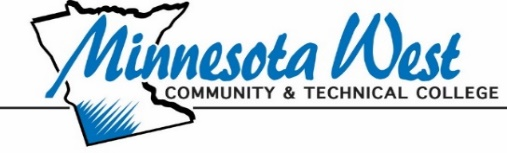 Minnesota West
COMMUNITY & TECHNICAL COLLEGE